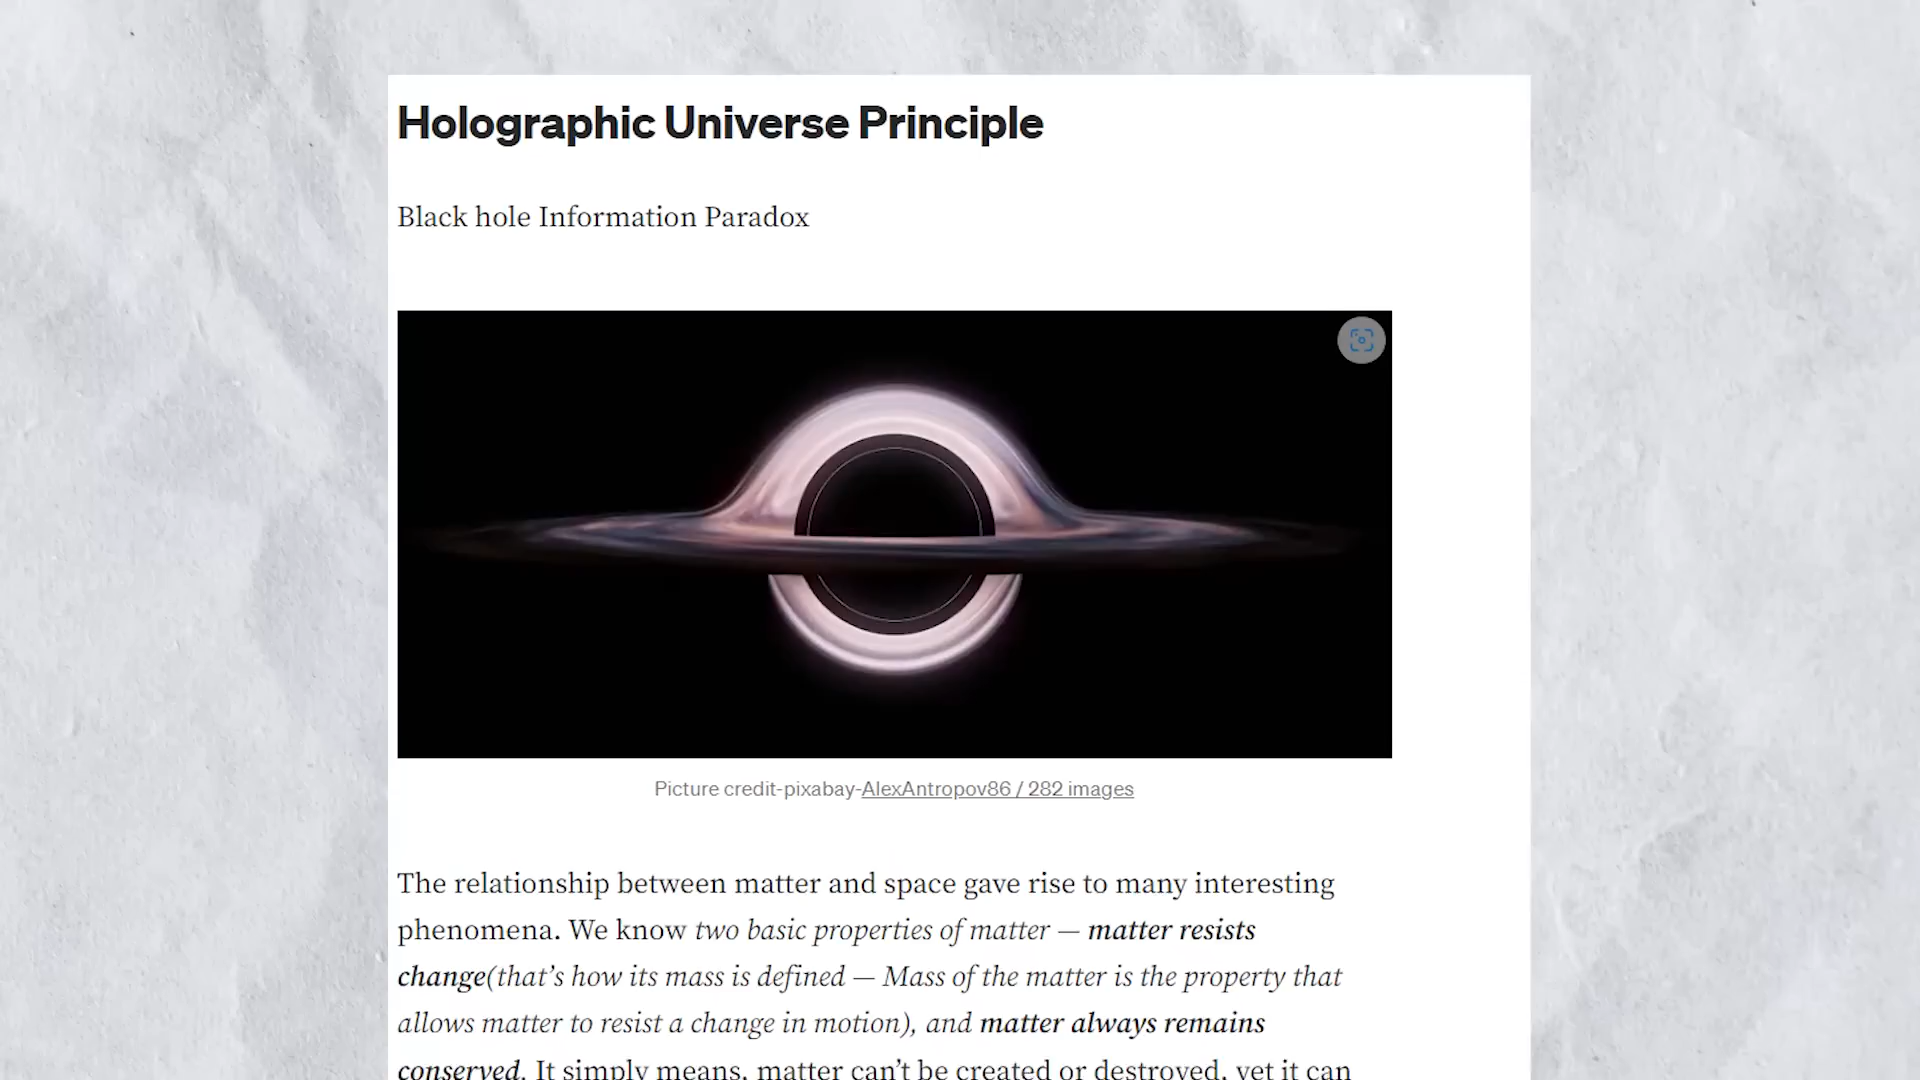 Holographic Universe Principle
Black hole Information Paradox
Picture credit-pixabay-AlexAntropov86 / 282 images
The relationship between matter and space gave rise to many interesting
phenomena. We know two basic properties of matter — matter resists
change(that’s how its mass is defined — Mass of the matter is the property that
allows matter to resist a change in motion), and matter always remains
conserved. It simply means, matter can’t be created or destroyed, yet it can